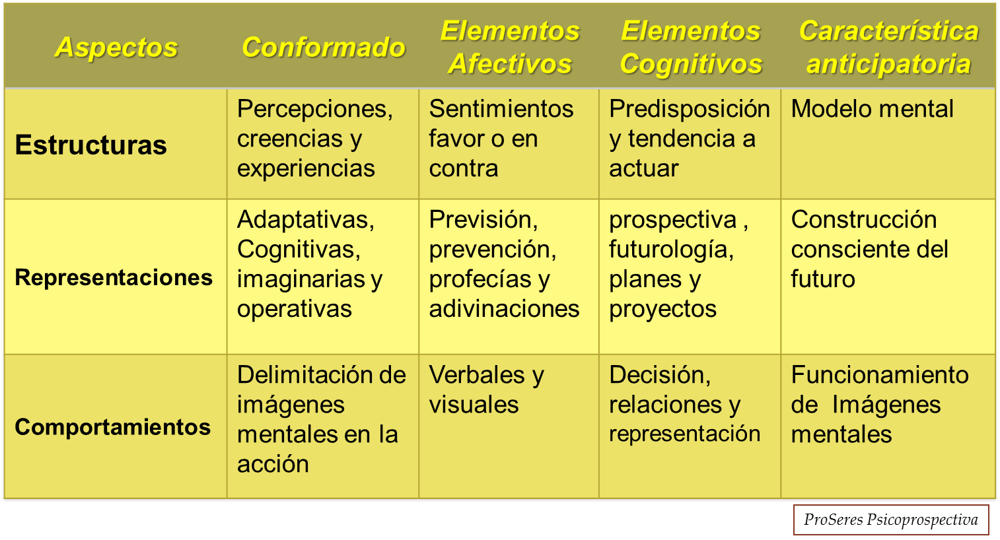 Aspectos
Conformado
Elementos
Afectivos
Elementos
Cognitivos
Característica
anticipatoria
Estructuras
Percepciones,
creencias y
experiencias
Sentimientos
favor o en
contra
Predisposición
y tendencia a
actuar
Modelo mental
Representaciones
Adaptativas,
Cognitivas,
imaginarias y
operativas
Previsión,
prevención,
profecías y
adivinaciones
prospectiva ,
futurología,
planes y
proyectos
Construcción
consciente del
futuro
Comportamientos
Delimitación de
imágenes
mentales en la
acción
Verbales y
visuales
Decisión,
relaciones y
representación
Funcionamiento
de  Imágenes
mentales
ProSeres Psicoprospectiva